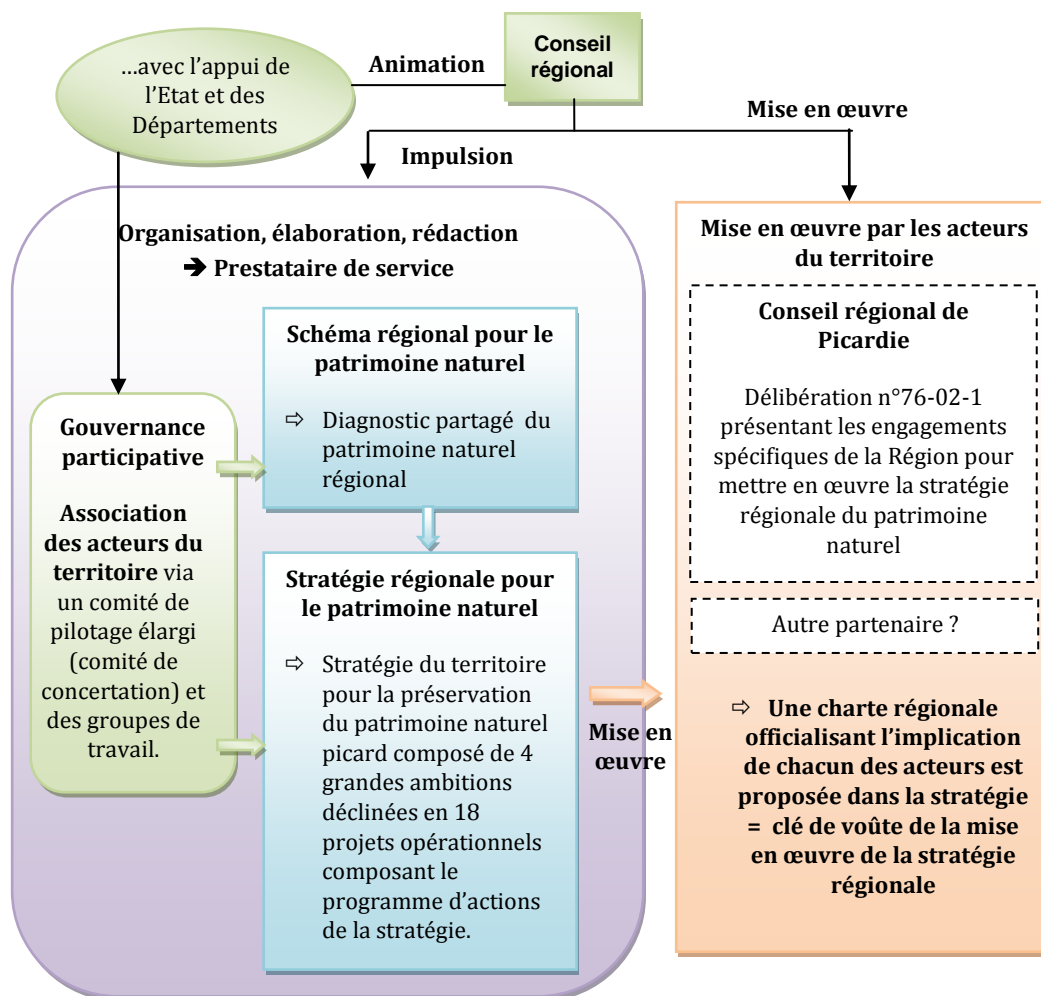 …avec l’appui de
l’Etat et des
Départements
Animation
Conseil
régional
Mise en œuvre
Impulsion
Organisation, élaboration, rédaction
➔ Prestataire de service
Schéma régional pour le
patrimoine naturel
⇨ Diagnostic partagé du
patrimoine naturel
régional
Gouvernance
participative
Association
des acteurs du
territoire via
un comité de
pilotage élargi
(comité de
concertation) et
des groupes de
travail.
Stratégie régionale pour
le patrimoine naturel
⇨ Stratégie du territoire
pour la préservation
du patrimoine naturel
picard composé de 4
grandes ambitions
déclinées en 18
projets opérationnels
composant le
programme d’actions
de la stratégie.
Mise en
œuvre
Mise en œuvre par les acteurs
du territoire
Conseil régional de
Picardie
Délibération n°76-02-1
présentant les engagements
spécifiques de la Région pour
mettre en œuvre la stratégie
régionale du patrimoine
naturel
Autre partenaire ?
⇨ Une charte régionale
officialisant l’implication
de chacun des acteurs est
proposée dans la stratégie
= clé de voûte de la mise
en œuvre de la stratégie
régionale